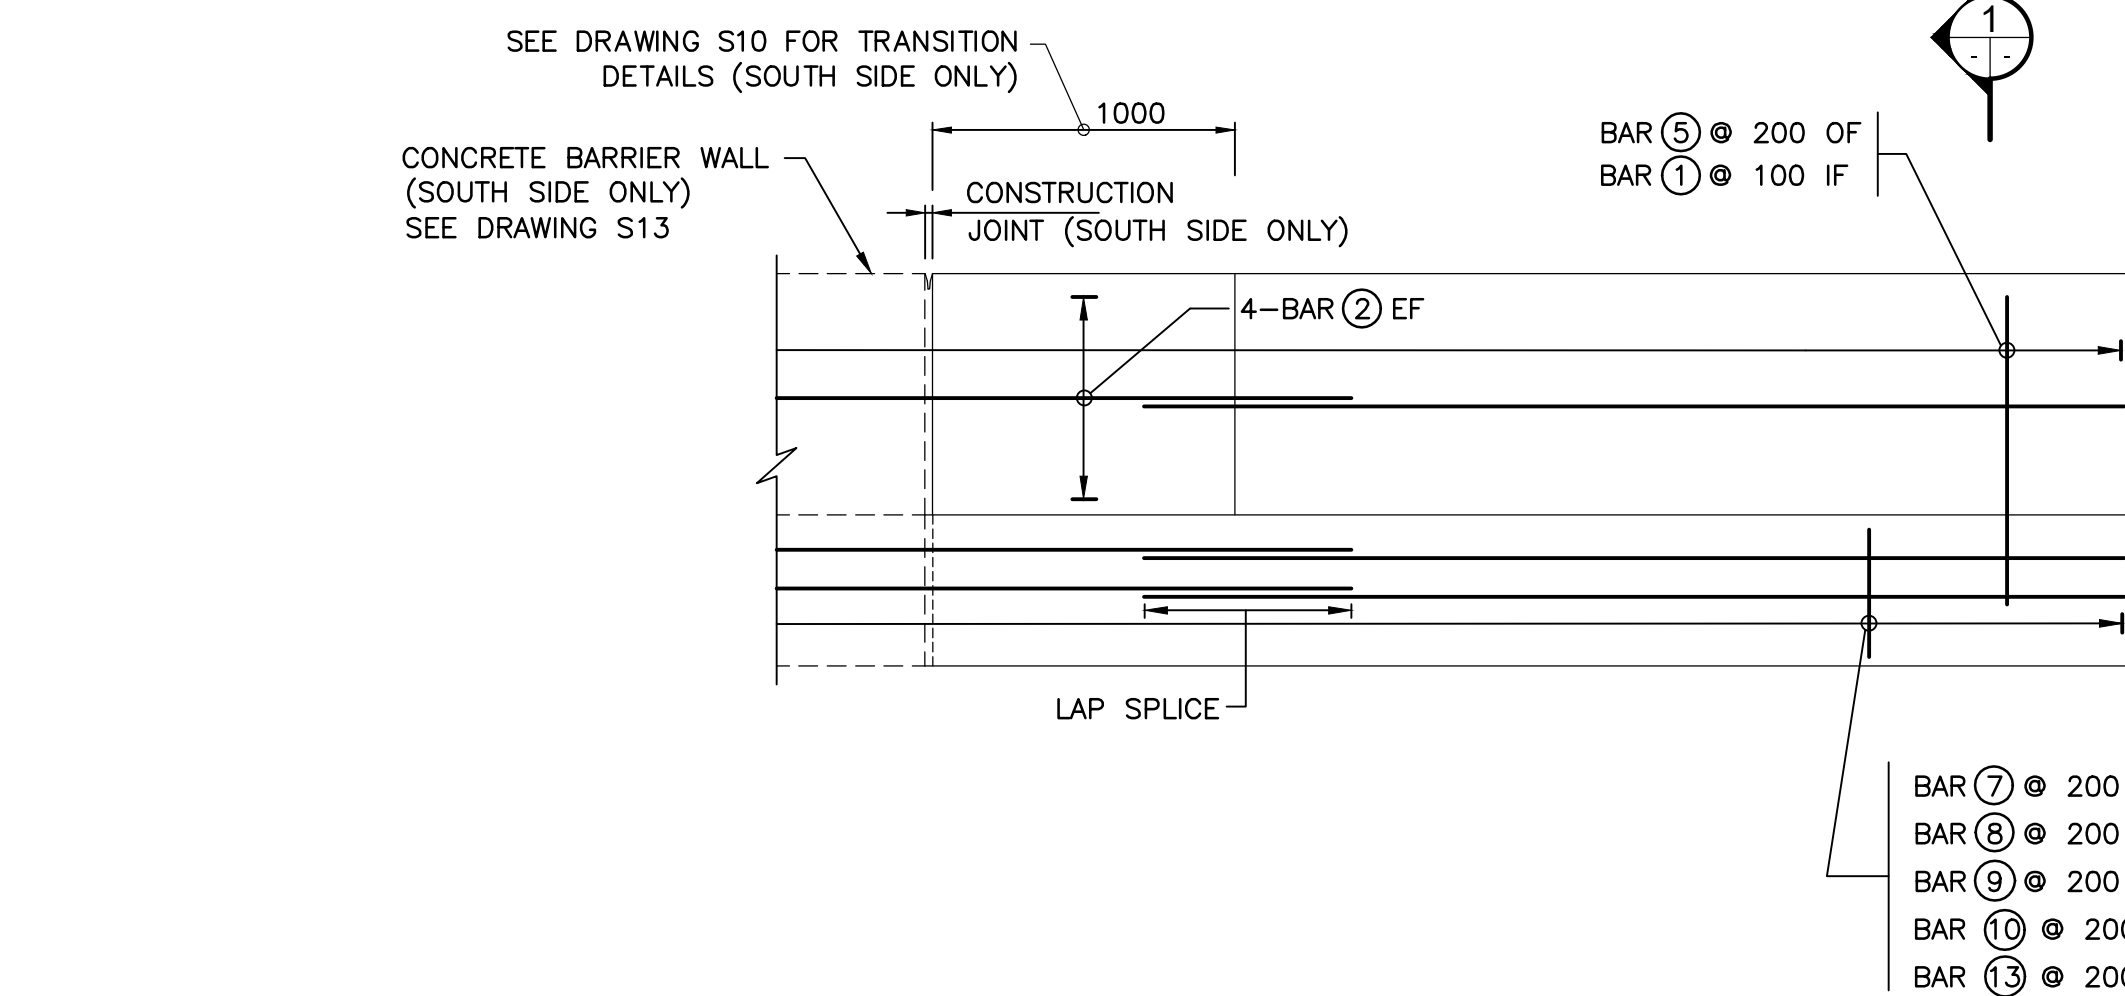 SEE DRAWING S10 FOR TRANSITION
DETAILS (SOUTH SIDE ONLY)
1
- -
1000
CONCRETE BARRIER WALL
(SOUTH SIDE ONLY)
SEE DRAWING S13
CONSTRUCTION
JOINT (SOUTH SIDE ONLY)
BAR 5 @ 200 OF
BAR 1 @ 100 IF
4-BAR 2 EF
LAP SPLICE
BAR 7 @ 200
BAR 8 @ 200
BAR 9 @ 200
BAR 10 @ 200
BAR 13 @ 200